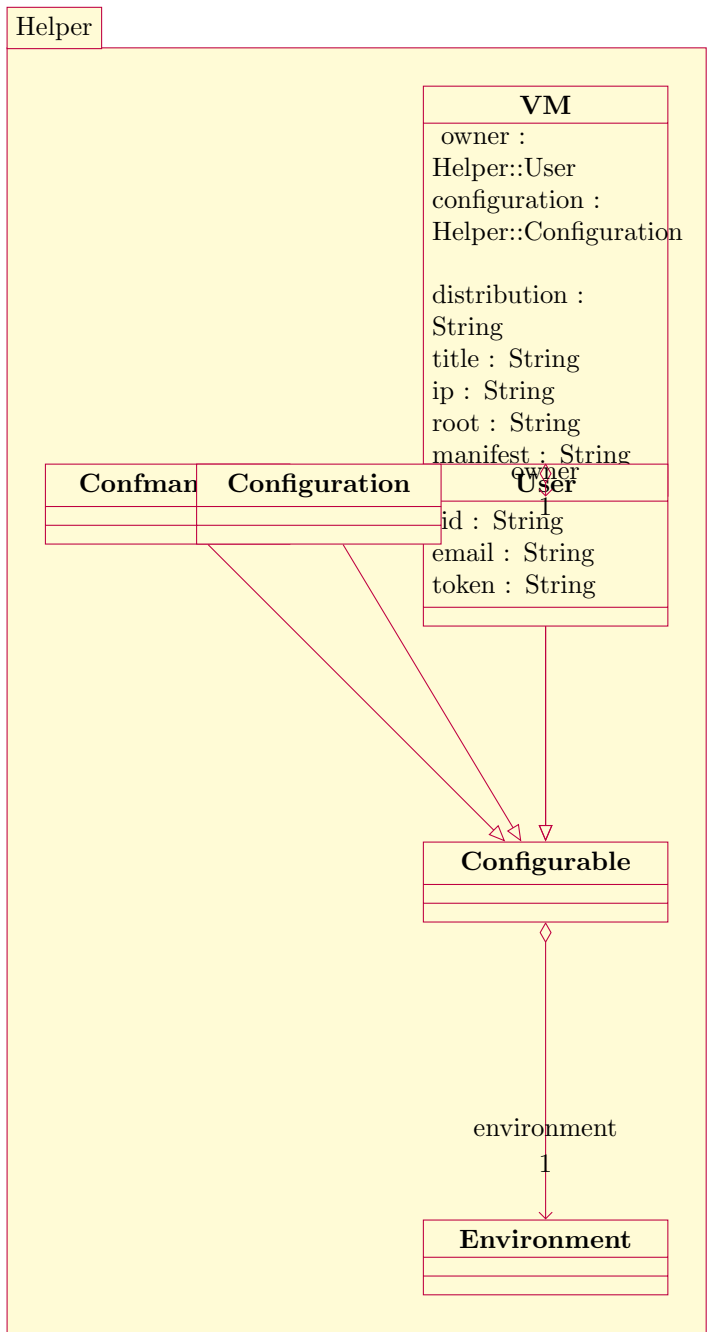 Helper
VM
owner :
Helper::User
configuration :
Helper::Configuration
distribution :
String
title : String
ip : String
root : String
manifest : String
Confman
Configuration
owner
User
1
id : String
email : String
token : String
Configurable
environment
1
Environment